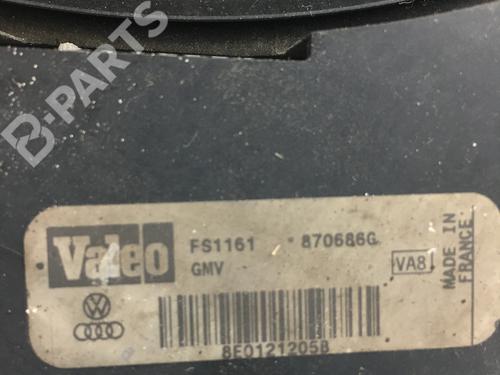 B-PARTS
Valeo FS1161 870686G
GMV
VA8
MADE IN
FRANCE
8E0121205B